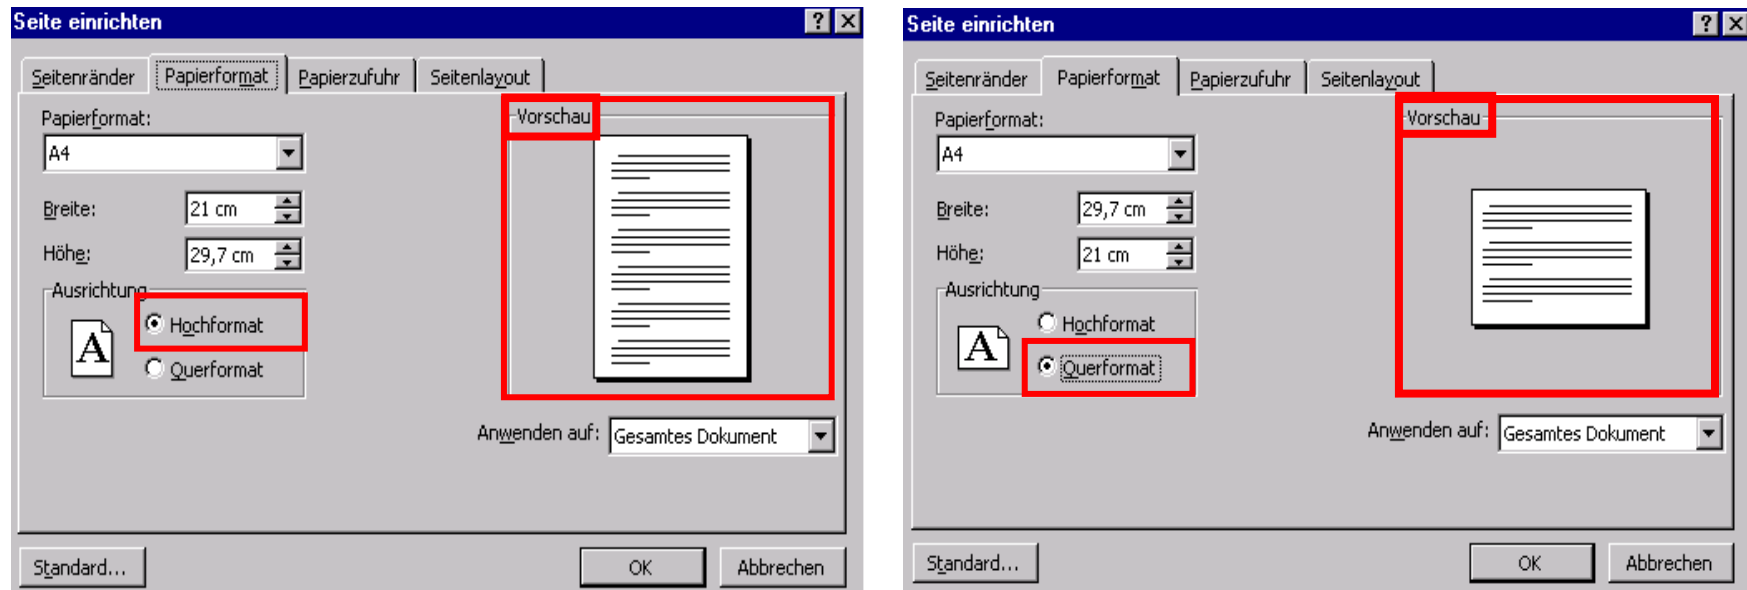 Seite einrichten
Seitenränder Papierformat Papierzufuhr Seitenlayout
Papierformat:
A4
Vorschau
Breite: 21 cm
Höhe: 29,7 cm
Ausrichtung
A
Hochformat
Querformat
Anwenden auf: Gesamtes Dokument
Standard... OK Abbrechen
Seite einrichten
Seitenränder Papierformat Papierzufuhr Seitenlayout
Papierformat:
A4
Vorschau
Breite: 29,7 cm
Höhe: 21 cm
Ausrichtung
A
Hochformat
Querformat
Anwenden auf: Gesamtes Dokument
Standard... OK Abbrechen